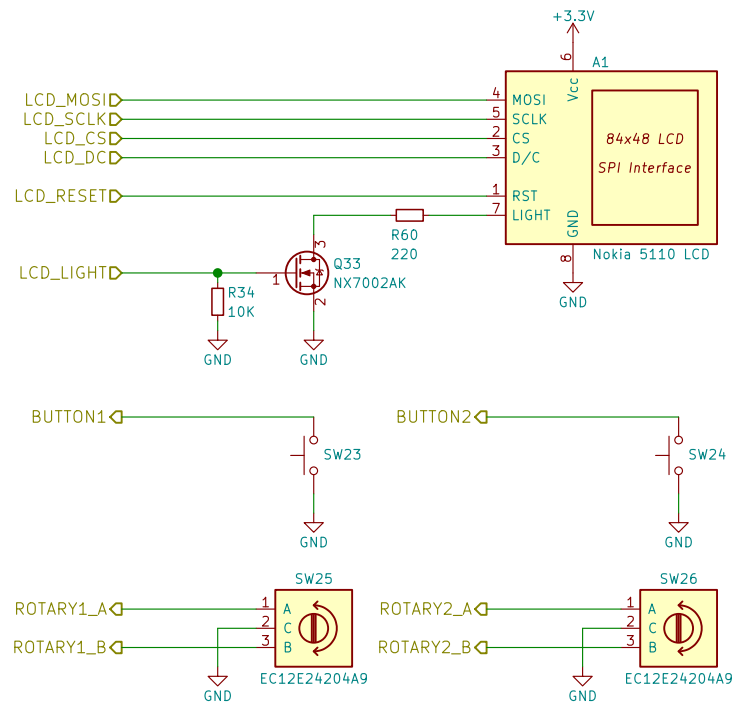 +3.3V
6
A1
Vcc
LCD_MOSI
4
MOSI
LCD_SCLK
5
SCLK
84x48 LCD
LCD_CS
2
CS
LCD_DC
3
D/C
SPI Interface
LCD_RESET
1
RST
7
LIGHT
GND
R60
220
3
8
Nokia 5110 LCD
LCD_LIGHT
1
Q33
NX7002AK
R34
10K
2
GND
GND
GND
BUTTON1
BUTTON2
SW23
SW24
GND
GND
SW25
SW26
ROTARY1_A
1
A
2
C
ROTARY1_B
3
B
ROTARY2_A
1
A
2
C
ROTARY2_B
3
B
EC12E24204A9
EC12E24204A9
GND
GND